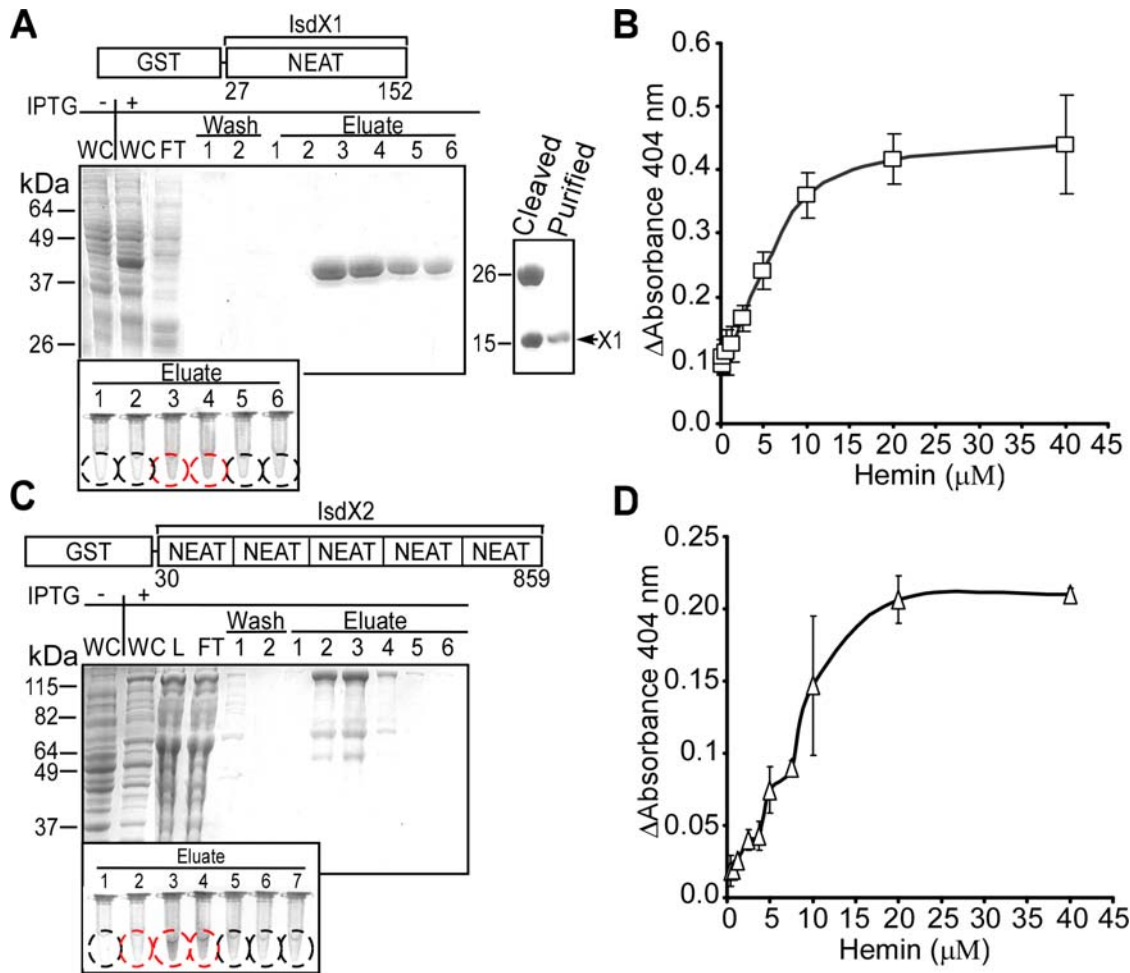 A
IsdX1
GST NEAT
27 152
IPTG - +
Wash Eluate
WC WC FT 1 2 1 2 3 4 5 6
kDa
64
49
37
26
Cleaved
Purified
26
15 X1
Eluate
1 2 3 4 5 6
B
ΔAbsorbance 404 nm
0.6
0.5
0.4
0.3
0.2
0.1
0.0
0 5 10 15 20 25 30 35 40 45
Hemin (μM)
C
IsdX2
GST NEAT NEAT NEAT NEAT NEAT
30 859
IPTG - +
Wash Eluate
WC WC L FT 1 2 1 2 3 4 5 6
kDa
115
82
64
49
37
Eluate
1 2 3 4 5 6 7
D
ΔAbsorbance 404 nm
0.25
0.20
0.15
0.10
0.05
0.0
0 5 10 15 20 25 30 35 40 45
Hemin (μM)